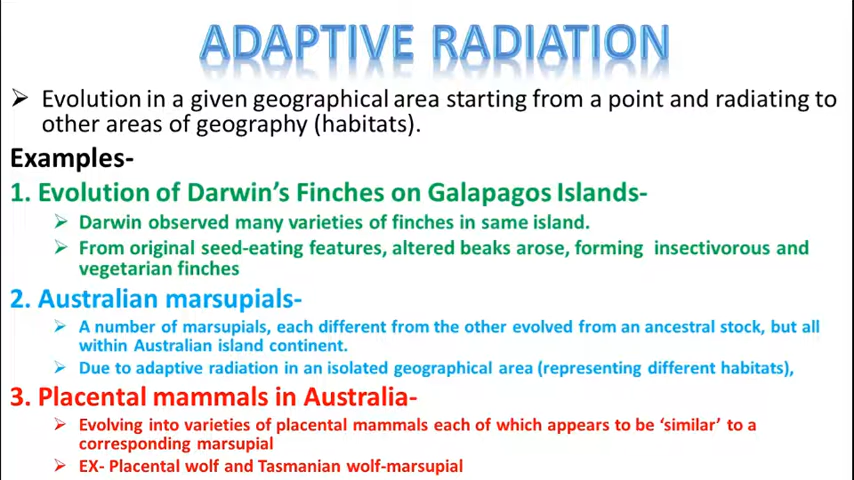 ADAPTIVE RADIATION
➢ Evolution in a given geographical area starting from a point and radiating to
other areas of geography (habitats).
Examples-
1. Evolution of Darwin's Finches on Galapagos Islands-
➢ Darwin observed many varieties of finches in same island.
➢ From original seed-eating features, altered beaks arose, forming insectivorous and
vegetarian finches
2. Australian marsupials-
➢ A number of marsupials, each different from the other evolved from an ancestral stock, but all
within Australian island continent.
➢ Due to adaptive radiation in an isolated geographical area (representing different habitats),
3. Placental mammals in Australia-
➢ Evolving into varieties of placental mammals each of which appears to be 'similar' to a
corresponding marsupial
➢ EX- Placental wolf and Tasmanian wolf-marsupial